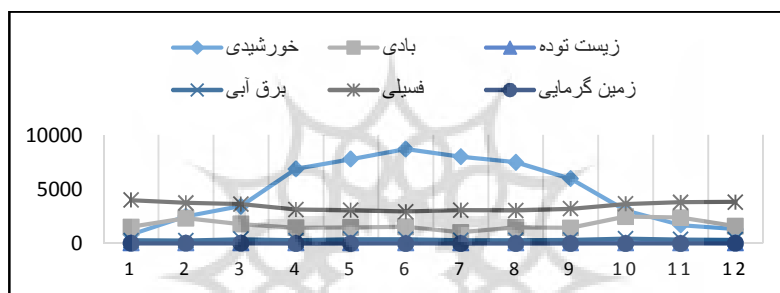 خورشیدی بادی زیست توده
برق آبی فسیلی زمین گرمایی
10000
5000
0
1 2 3 4 5 6 7 8 9 10 11 12